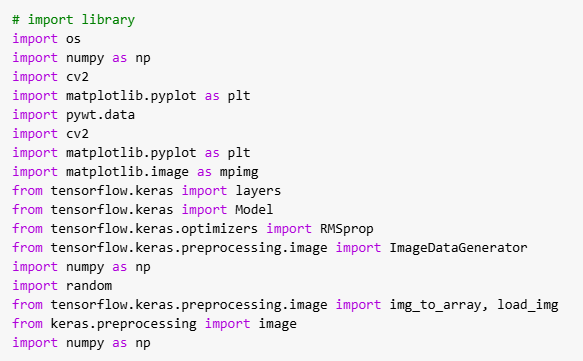 # import library
import os
import numpy as np
import cv2
import matplotlib.pyplot as plt
import pywt.data
import cv2
import matplotlib.pyplot as plt
import matplotlib.image as mpimg
from tensorflow.keras import layers
from tensorflow.keras import Model
from tensorflow.keras.optimizers import RMSprop
from tensorflow.keras.preprocessing.image import ImageDataGenerator
import numpy as np
import random
from tensorflow.keras.preprocessing.image import img_to_array, load_img
from keras.preprocessing import image
import numpy as np